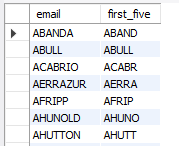 email first_five
ABANDA ABAND
ABULL ABULL
ACABRIO ACABR
AERRAZUR AERRA
AFRIPP AFRIP
AHUNOLD AHUNO
AHUTTON AHUTT